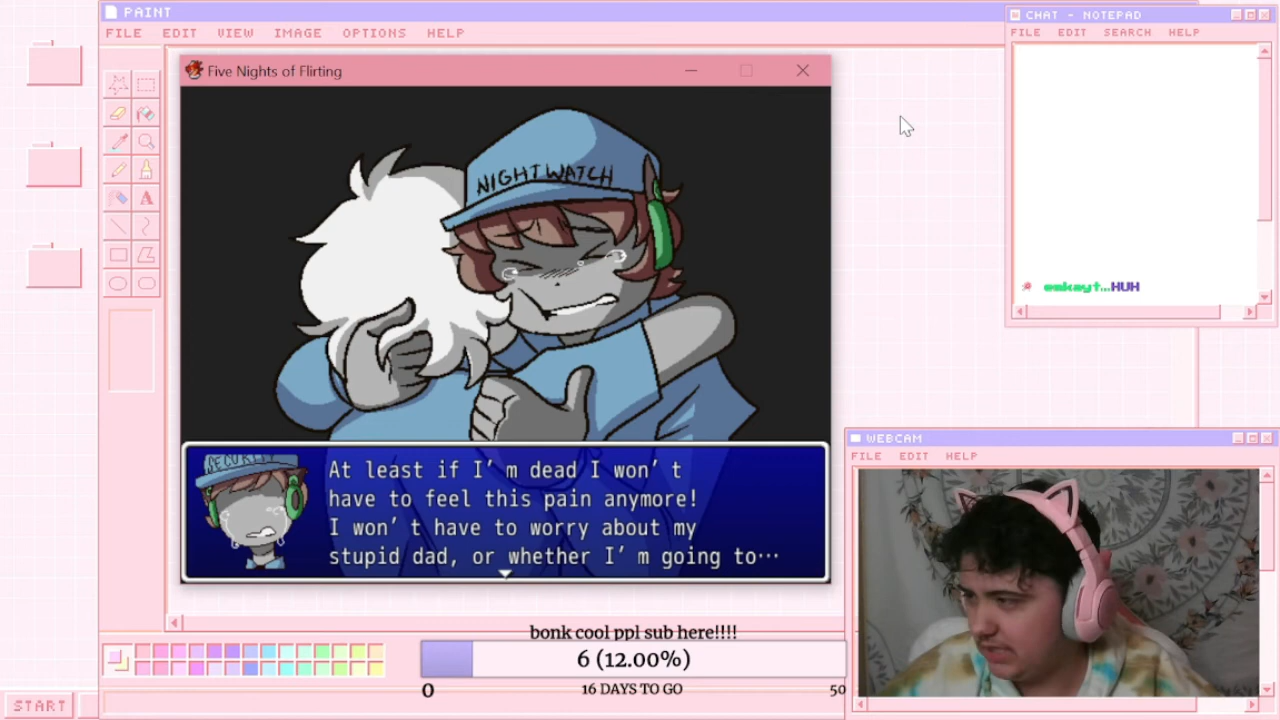 PAINT
FILE EDIT VIEW IMAGE OPTIONS HELP
Five Nights of Flirting
NIGHTWATCH
SECURITY
At least if I'm dead I won't
have to feel this pain anymore!
I won't have to worry about my
stupid dad, or whether I'm going to…
CHAT - NOTEPAD
FILE EDIT SEARCH HELP
HUH
WEBCAM
FILE EDIT HELP
A
bonk cool ppl sub here!!!!
6 (12.00%)
0 16 DAYS TO GO 50
START